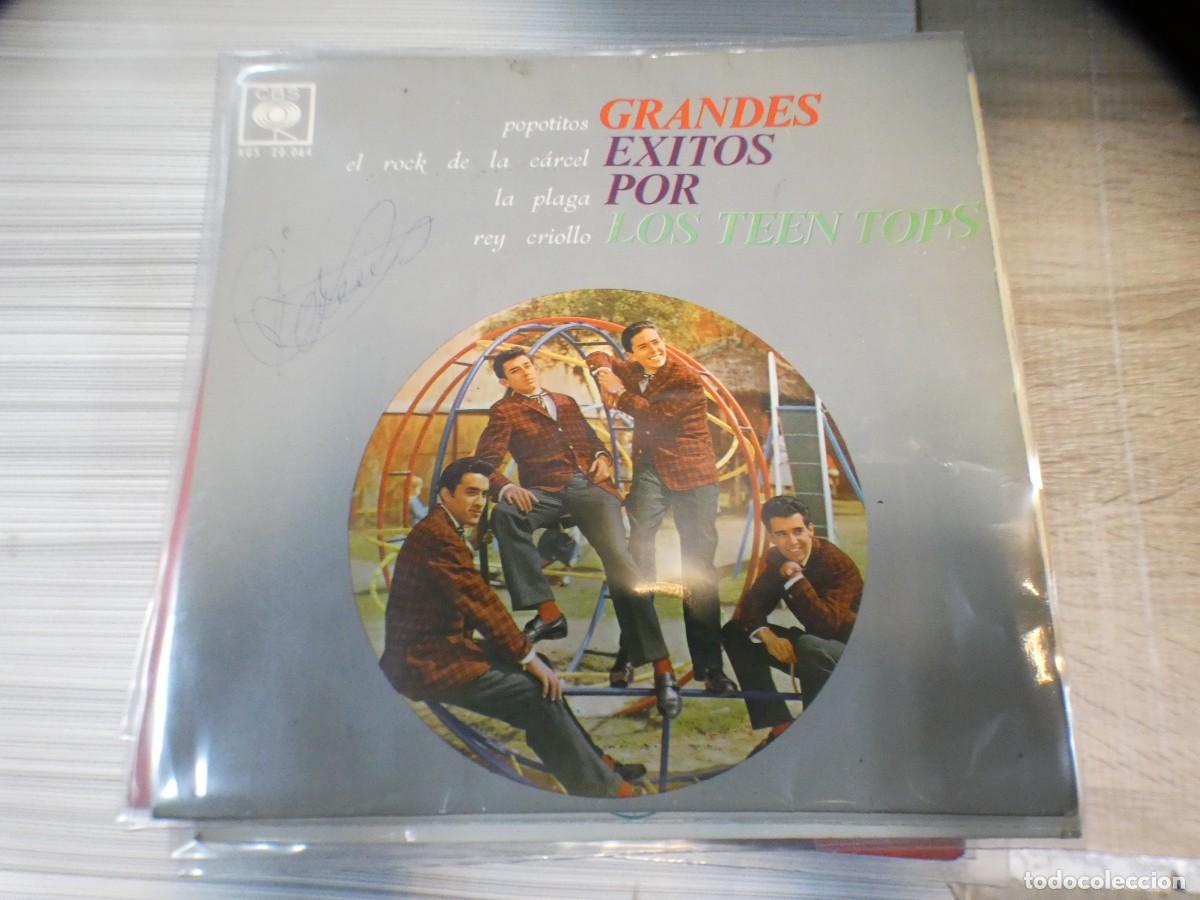 CBS
AGS 20.064
popotitos GRANDES
el rock de la cárcel EXITOS
la plaga POR
rey criollo LOS TEEN TOPS
todocoleccion